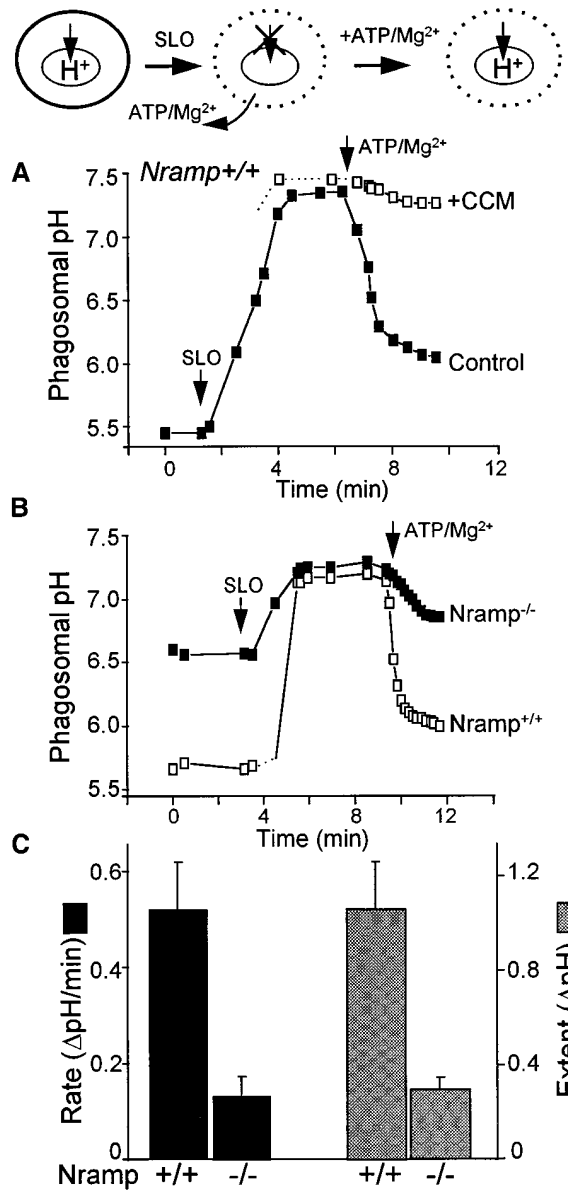 SLO
+ATP/Mg²⁺
H⁺
H⁺
ATP/Mg²⁺
A
Nramp+/+
ATP/Mg²⁺
7.5
+CCM
7.0
6.5
SLO
6.0
Control
5.5
Phagosomal pH
0 4 8 12
Time (min)
B
ATP/Mg²⁺
7.5
SLO
7.0
Nramp⁻/⁻
6.5
6.0
Nramp⁺/⁺
5.5
Phagosomal pH
0 4 8 12
Time (min)
C
0.6
1.2
0.4
0.8
0.2
0.4
0
0
Rate (ΔpH/min)
Extent (ΔpH)
Nramp +/+ -/- +/+ -/-